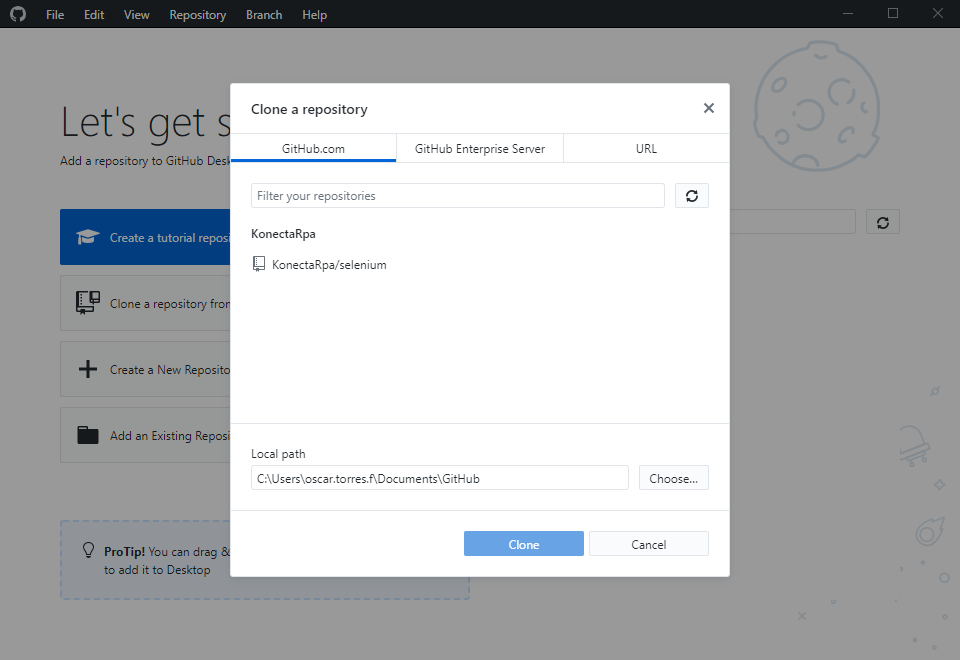 File Edit View Repository Branch Help
Let's get s
Add a repository to GitHub Desk
Create a tutorial reposi
Clone a repository from
Create a New Reposito
Add an Existing Reposi
ProTip! You can drag &
to add it to Desktop
Clone a repository
GitHub.com GitHub Enterprise Server URL
Filter your repositories
KonectaRpa
KonectaRpa/selenium
Local path
C:\Users\oscar.torres.f\Documents\GitHub Choose...
Clone Cancel